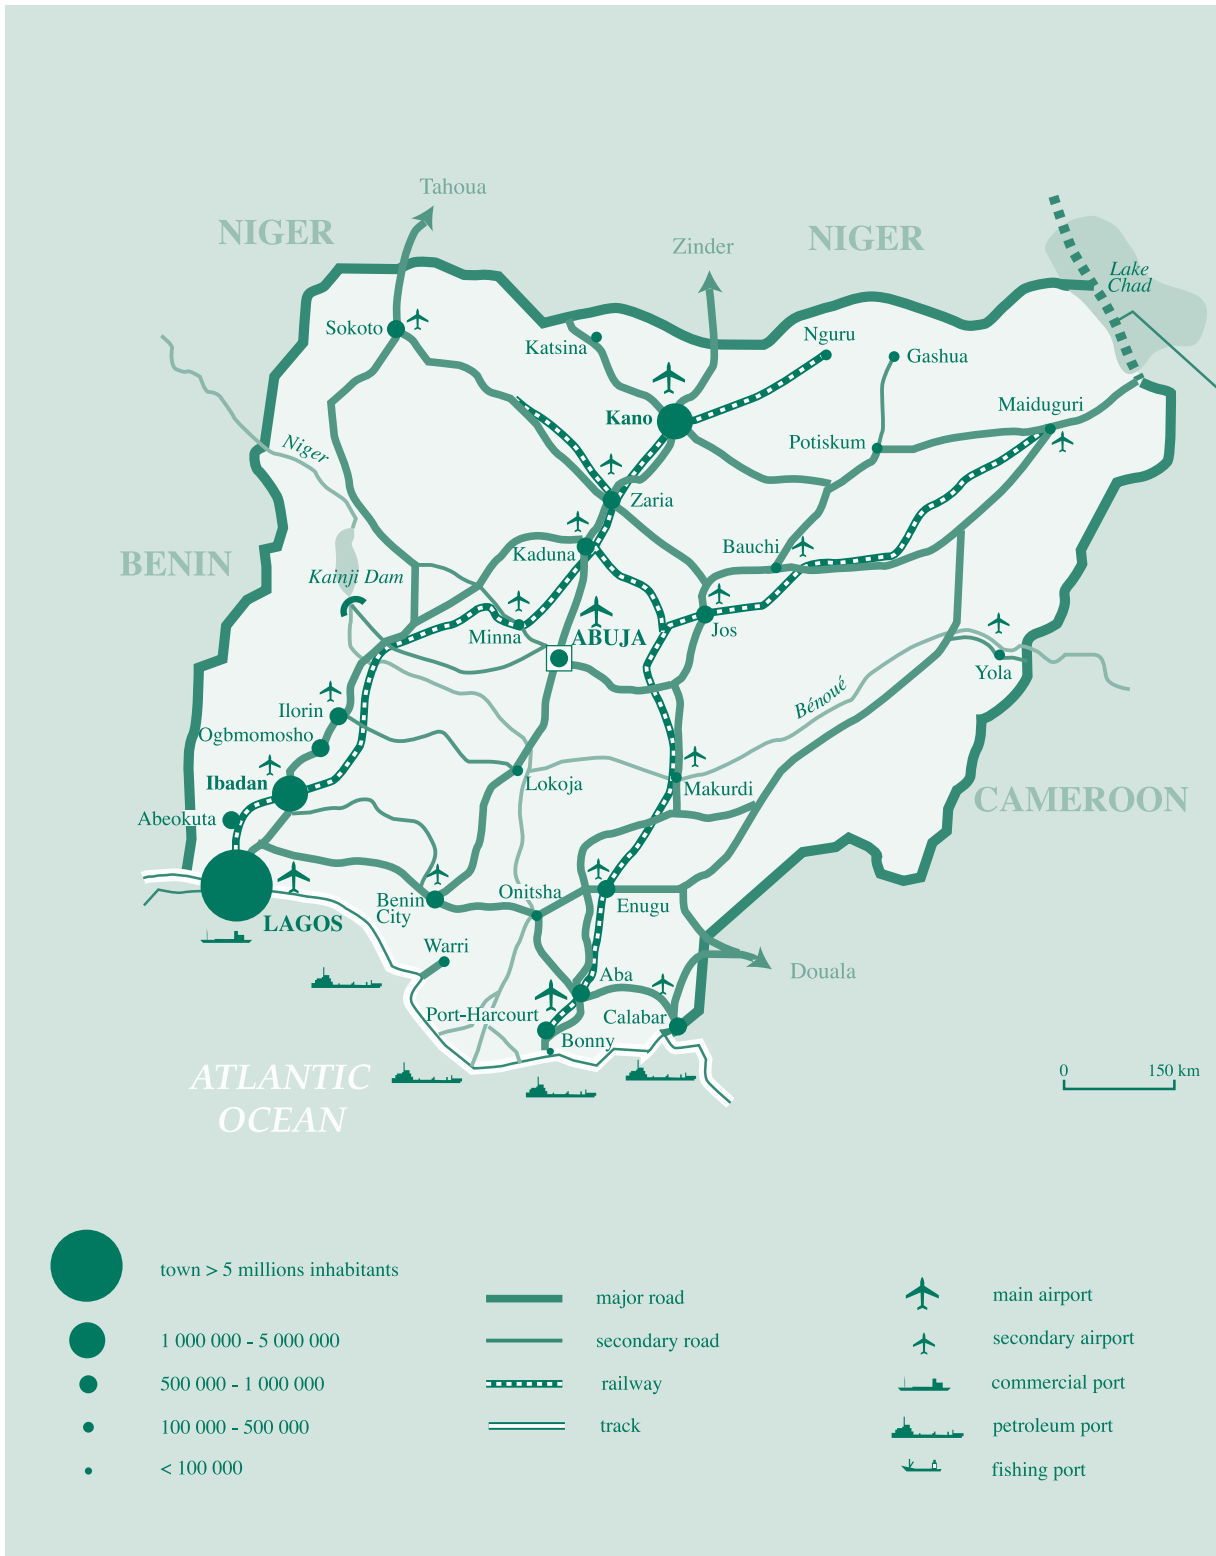 Tahoua
NIGER
Zinder
NIGER
Lake
Chad
Sokoto
Katsina
Nguru
Gashua
Kano
Maiduguri
Potiskum
Niger
Zaria
BENIN
Kaduna
Bauchi
Kainji Dam
Minna
ABUJA
Jos
Yola
Bénoué
Ilorin
Ogbmomosho
Ibadan
Lokoja
Makurdi
CAMEROON
Abeokuta
Benin
City
Onitsha
Enugu
LAGOS
Warri
Aba
Douala
Port-Harcourt
Calabar
Bonny
ATLANTIC
OCEAN
0 150 km
town > 5 millions inhabitants
1 000 000 - 5 000 000
500 000 - 1 000 000
100 000 - 500 000
< 100 000
major road
secondary road
railway
track
main airport
secondary airport
commercial port
petroleum port
fishing port